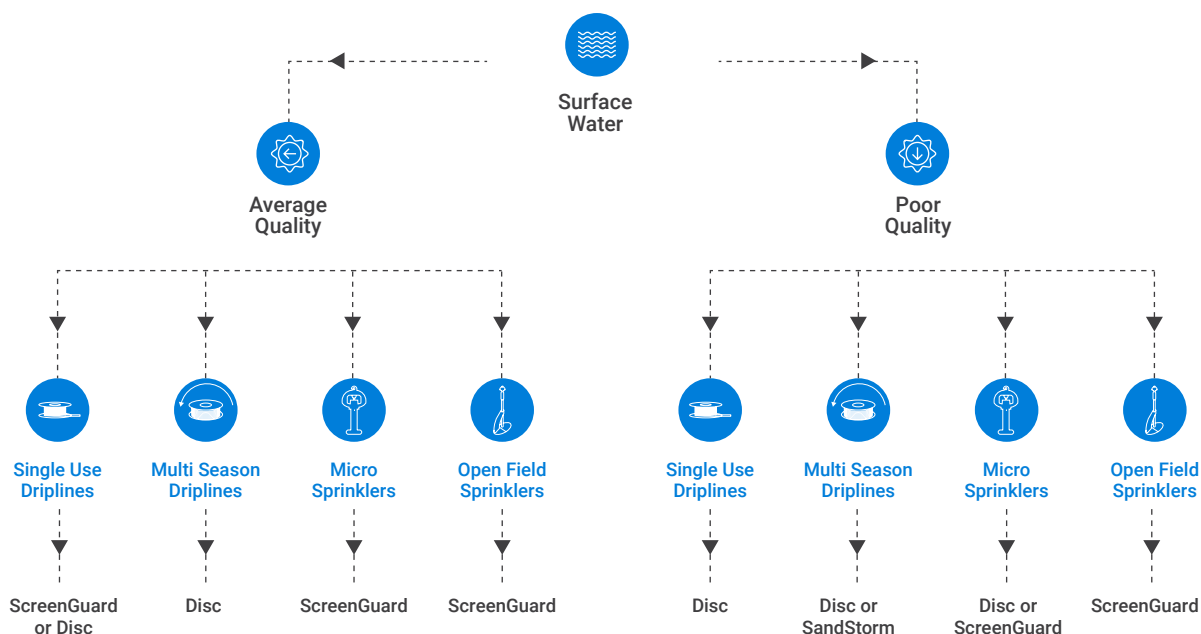 Surface
Water
Average
Quality
Poor
Quality
Single Use
Driplines
Multi Season
Driplines
Micro
Sprinklers
Open Field
Sprinklers
Single Use
Driplines
Multi Season
Driplines
Micro
Sprinklers
Open Field
Sprinklers
ScreenGuard
or Disc
Disc
ScreenGuard
ScreenGuard
Disc
Disc or
SandStorm
Disc or
ScreenGuard
ScreenGuard